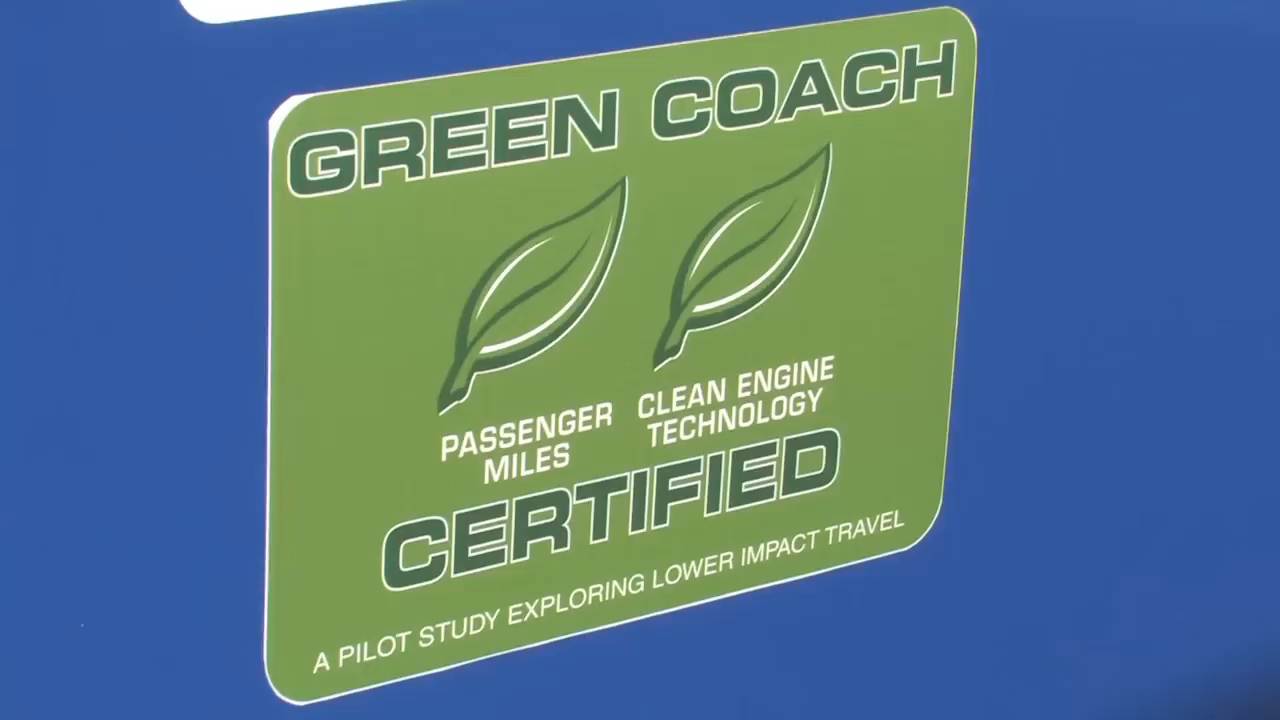 GREEN COACH
PASSENGER
MILES
CLEAN ENGINE
TECHNOLOGY
CERTIFIED
A PILOT STUDY EXPLORING LOWER IMPACT TRAVEL